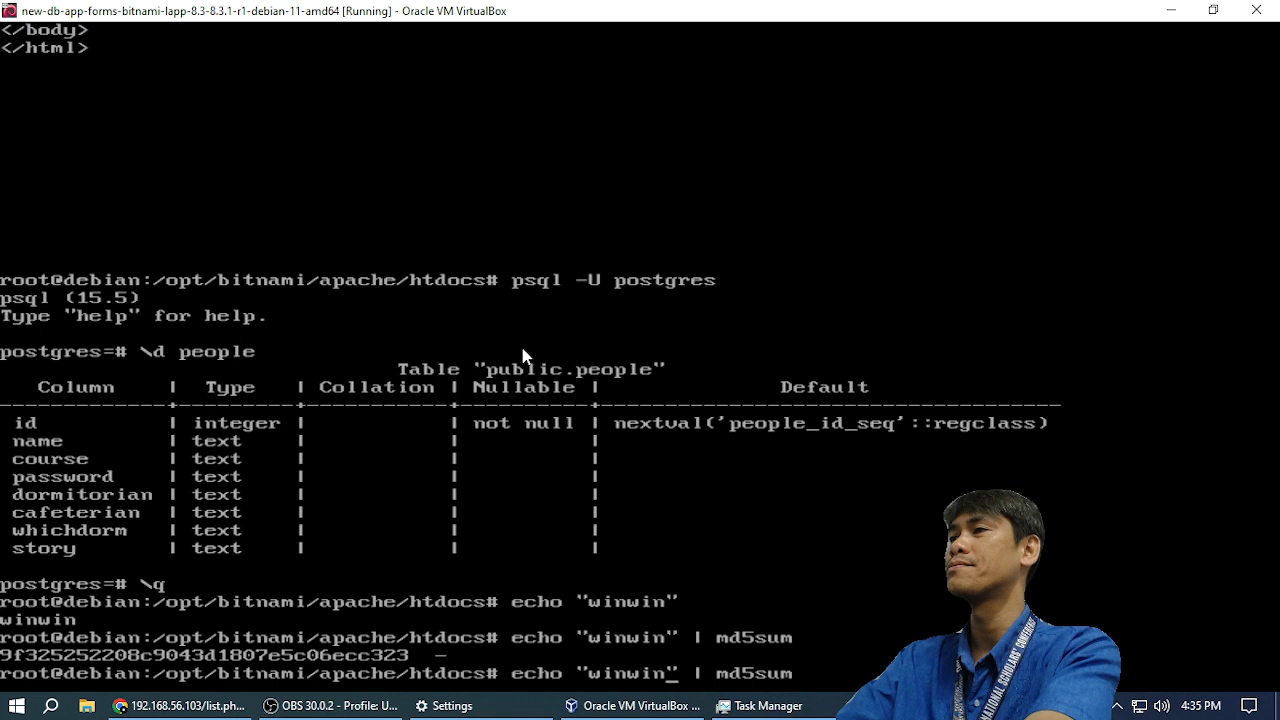 new-db-app-forms-bitnami-lapp-8.3-8.3.1-r1-debian-11-amd64 [Running] - Oracle VM VirtualBox
</body>
</html>
root@debian:/opt/bitnami/apache/htdocs# psql -U postgres
psql (15.5)
Type "help" for help.
postgres=# \d people
Table "public.people"
Column | Type | Collation | Nullable | Default
-------------+---------+-----------+----------+------------------------------------
id | integer | | not null | nextval('people_id_seq'::regclass)
name | text | | |
course | text | | |
password | text | | |
dormitorian | text | | |
cafeterian | text | | |
whichdorm | text | | |
story | text | | |
postgres=# \q
root@debian:/opt/bitnami/apache/htdocs# echo "winwin"
winwin
root@debian:/opt/bitnami/apache/htdocs# echo "winwin" | md5sum
9f325252208c9043d1807e5c06ecc323  -
root@debian:/opt/bitnami/apache/htdocs# echo "winwin" | md5sum
NATIONAL SCHOLARS' CONFERENCE
192.168.56.103/list.ph... OBS 30.0.2 - Profile: U... Settings Oracle VM VirtualBox ... Task Manager 4:35 PM